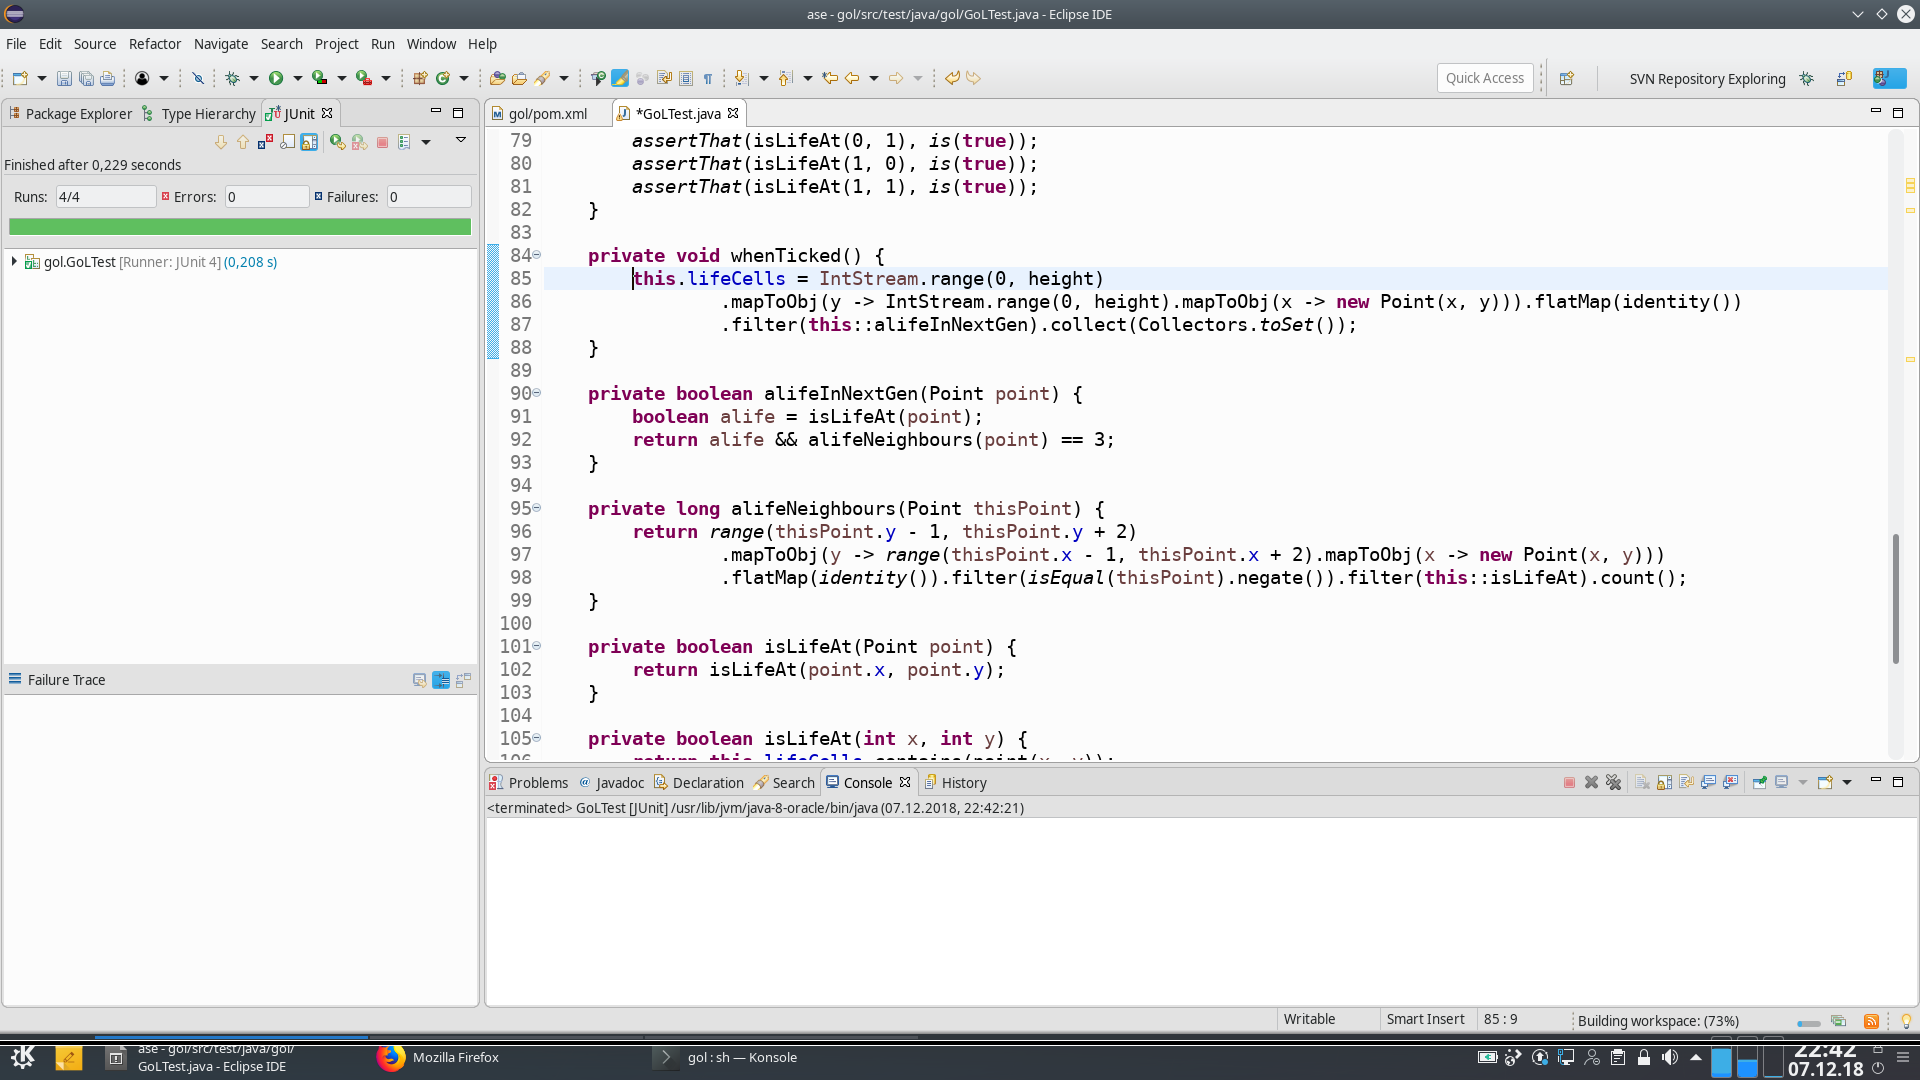 ase - gol/src/test/java/gol/GoLTest.java - Eclipse IDE
File Edit Source Refactor Navigate Search Project Run Window Help
Quick Access
SVN Repository Exploring
Package Explorer Type Hierarchy JUnit
gol/pom.xml *GoLTest.java
Finished after 0,229 seconds
Runs: 4/4 Errors: 0 Failures: 0
gol.GoLTest [Runner: JUnit 4] (0,208 s)
Failure Trace
79 assertThat(isLifeAt(0, 1), is(true));
80 assertThat(isLifeAt(1, 0), is(true));
81 assertThat(isLifeAt(1, 1), is(true));
82 }
83
84 private void whenTicked() {
85 this.lifeCells = IntStream.range(0, height)
86 .mapToObj(y -> IntStream.range(0, height).mapToObj(x -> new Point(x, y))).flatMap(identity())
87 .filter(this::alifeInNextGen).collect(Collectors.toSet());
88 }
89
90 private boolean alifeInNextGen(Point point) {
91 boolean alife = isLifeAt(point);
92 return alife && alifeNeighbours(point) == 3;
93 }
94
95 private long alifeNeighbours(Point thisPoint) {
96 return range(thisPoint.y - 1, thisPoint.y + 2)
97 .mapToObj(y -> range(thisPoint.x - 1, thisPoint.x + 2).mapToObj(x -> new Point(x, y)))
98 .flatMap(identity()).filter(isEqual(thisPoint).negate()).filter(this::isLifeAt).count();
99 }
100
101 private boolean isLifeAt(Point point) {
102 return isLifeAt(point.x, point.y);
103 }
104
105 private boolean isLifeAt(int x, int y) {
106 return this.lifeCells.contains(point(x, y));
Problems Javadoc Declaration Search Console History
<terminated> GoLTest [JUnit] /usr/lib/jvm/java-8-oracle/bin/java (07.12.2018, 22:42:21)
Writable Smart Insert 85 : 9 Building workspace: (73%)
ase - gol/src/test/java/gol/
GoLTest.java - Eclipse IDE
Mozilla Firefox
gol : sh — Konsole
22:42
07.12.18